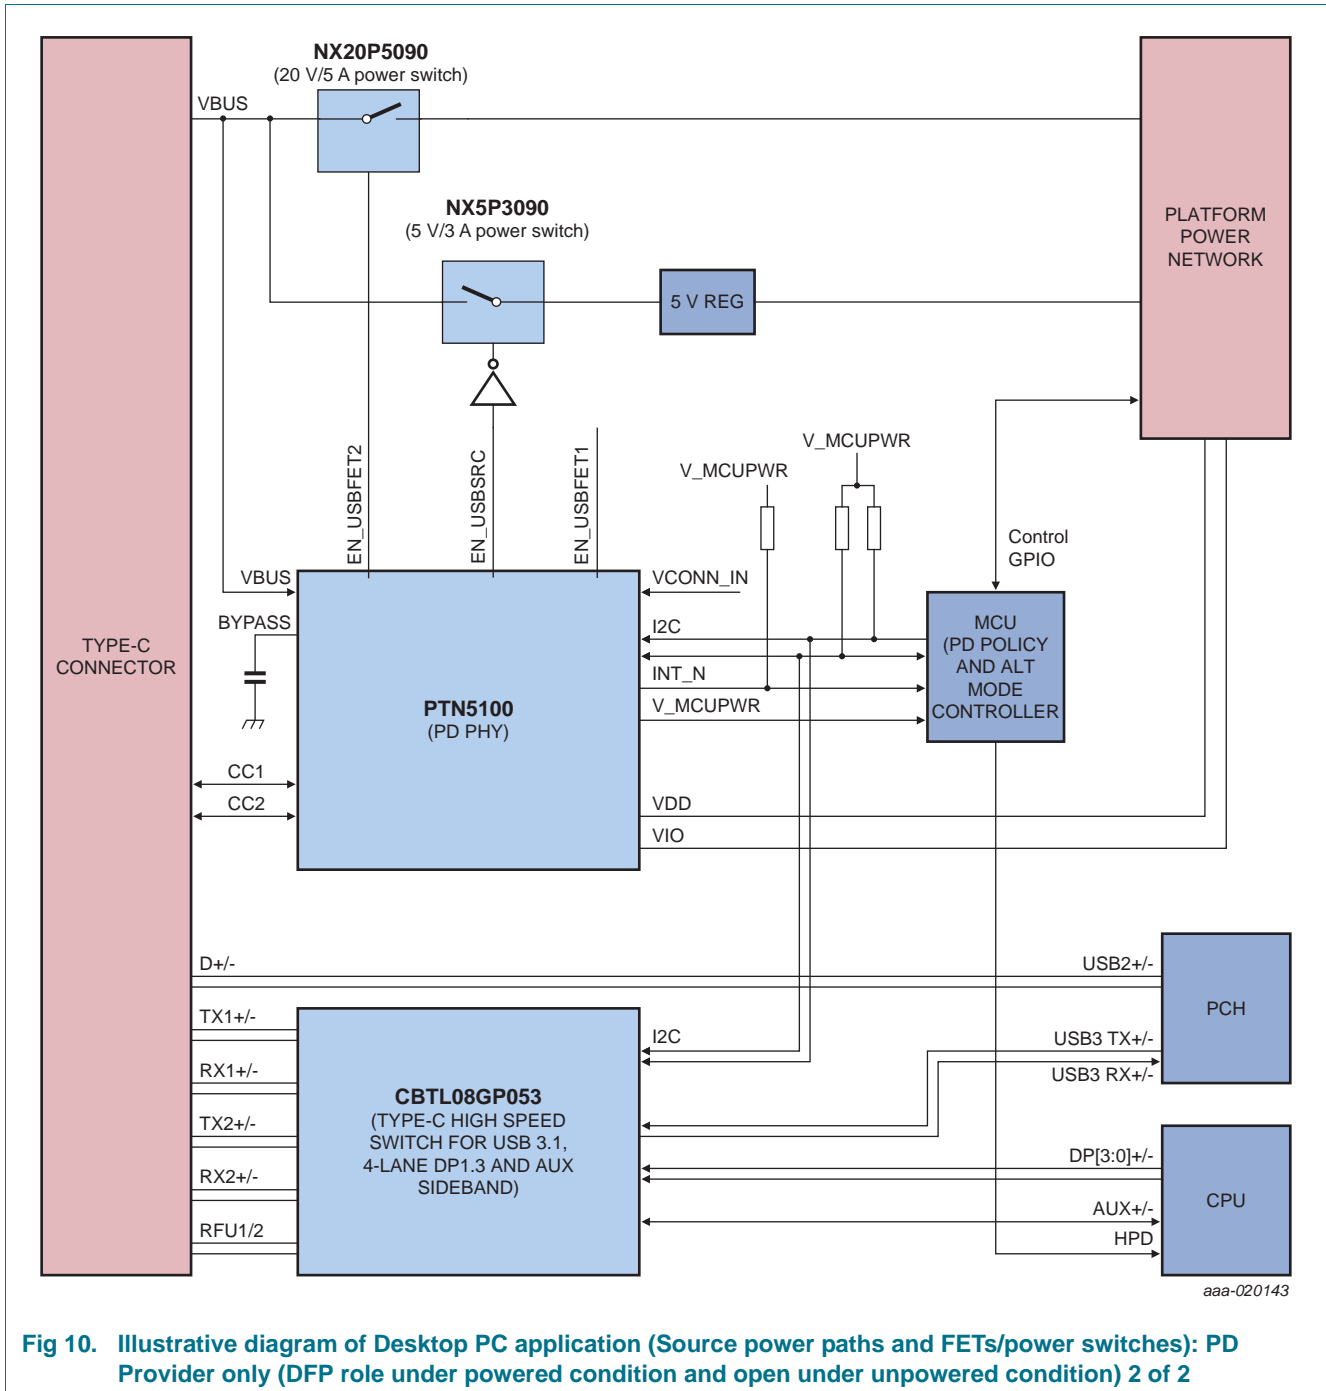 NX20P5090
(20 V/5 A power switch)
VBUS
NX5P3090
(5 V/3 A power switch)
PLATFORM
POWER
NETWORK
5 V REG
EN_USBFET2
EN_USBSRC
EN_USBFET1
V_MCUPWR
V_MCUPWR
Control
GPIO
VBUS
VCONN_IN
BYPASS
I2C
INT_N
V_MCUPWR
TYPE-C
CONNECTOR
PTN5100
(PD PHY)
MCU
(PD POLICY
AND ALT
MODE
CONTROLLER
CC1
CC2
VDD
VIO
D+/-
USB2+/-
TX1+/-
RX1+/-
TX2+/-
RX2+/-
RFU1/2
I2C
CBTL08GP053
(TYPE-C HIGH SPEED
SWITCH FOR USB 3.1,
4-LANE DP1.3 AND AUX
SIDEBAND)
PCH
USB3 TX+/-
USB3 RX+/-
DP[3:0]+/-
AUX+/-
HPD
CPU
aaa-020143
Fig 10. Illustrative diagram of Desktop PC application (Source power paths and FETs/power switches): PD
Provider only (DFP role under powered condition and open under unpowered condition) 2 of 2